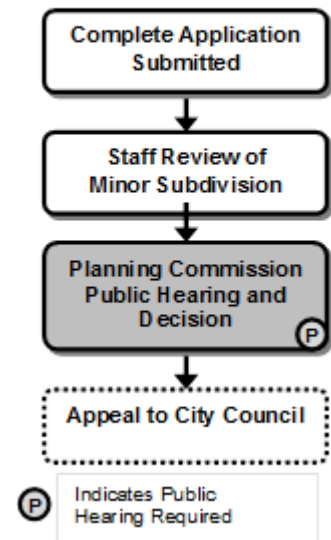 Complete Application
Submitted
Staff Review of
Minor Subdivision
Planning Commission
Public Hearing and
Decision
P
Appeal to City Council
P
Indicates Public
Hearing Required